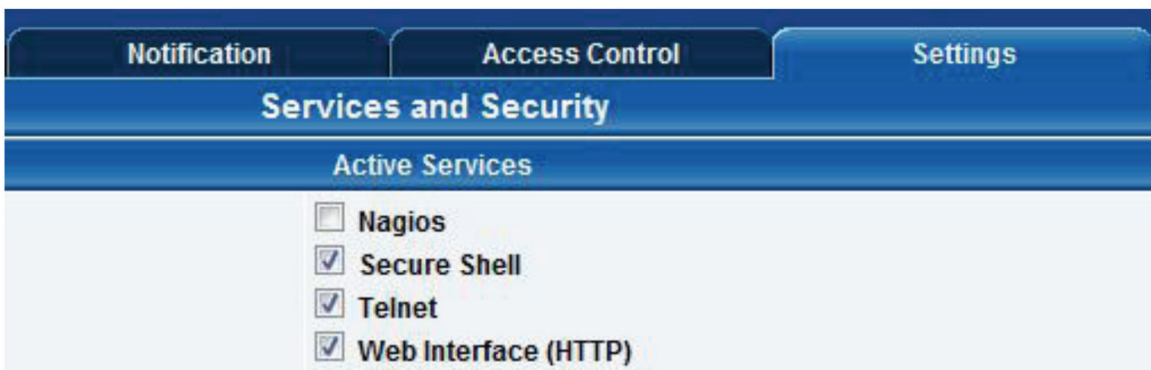 Notification Access Control Settings
Services and Security
Active Services
Nagios
Secure Shell
Telnet
Web Interface (HTTP)